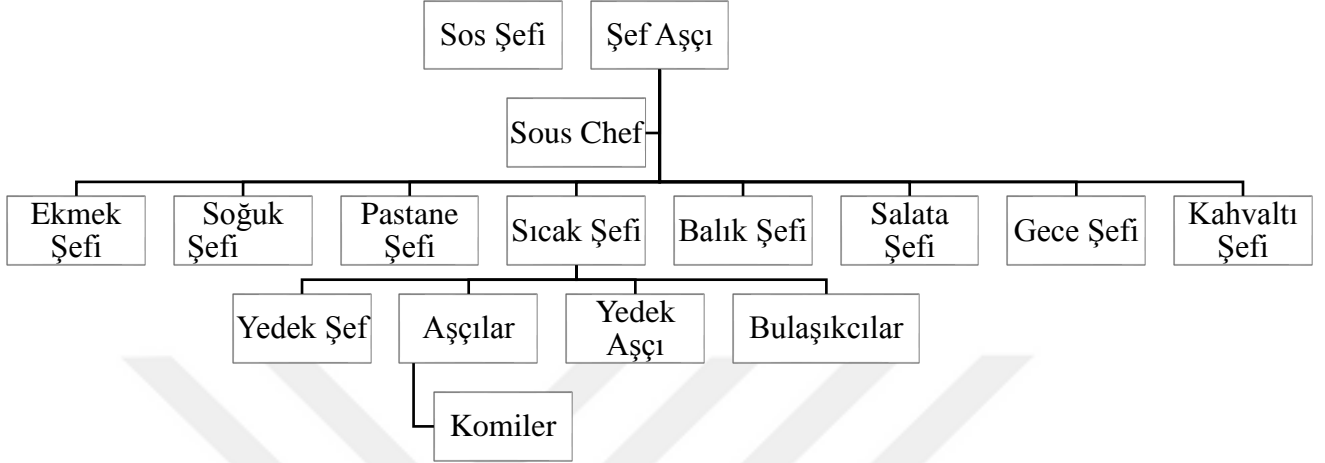 Sos Şefi
Şef Aşçı
Sous Chef
Ekmek
Şefi
Soğuk
Şefi
Pastane
Şefi
Sıcak Şefi
Balık Şefi
Salata
Şefi
Gece Şefi
Kahvaltı
Şefi
Yedek Şef
Aşçılar
Yedek
Aşçı
Bulaşıkcılar
Komiler